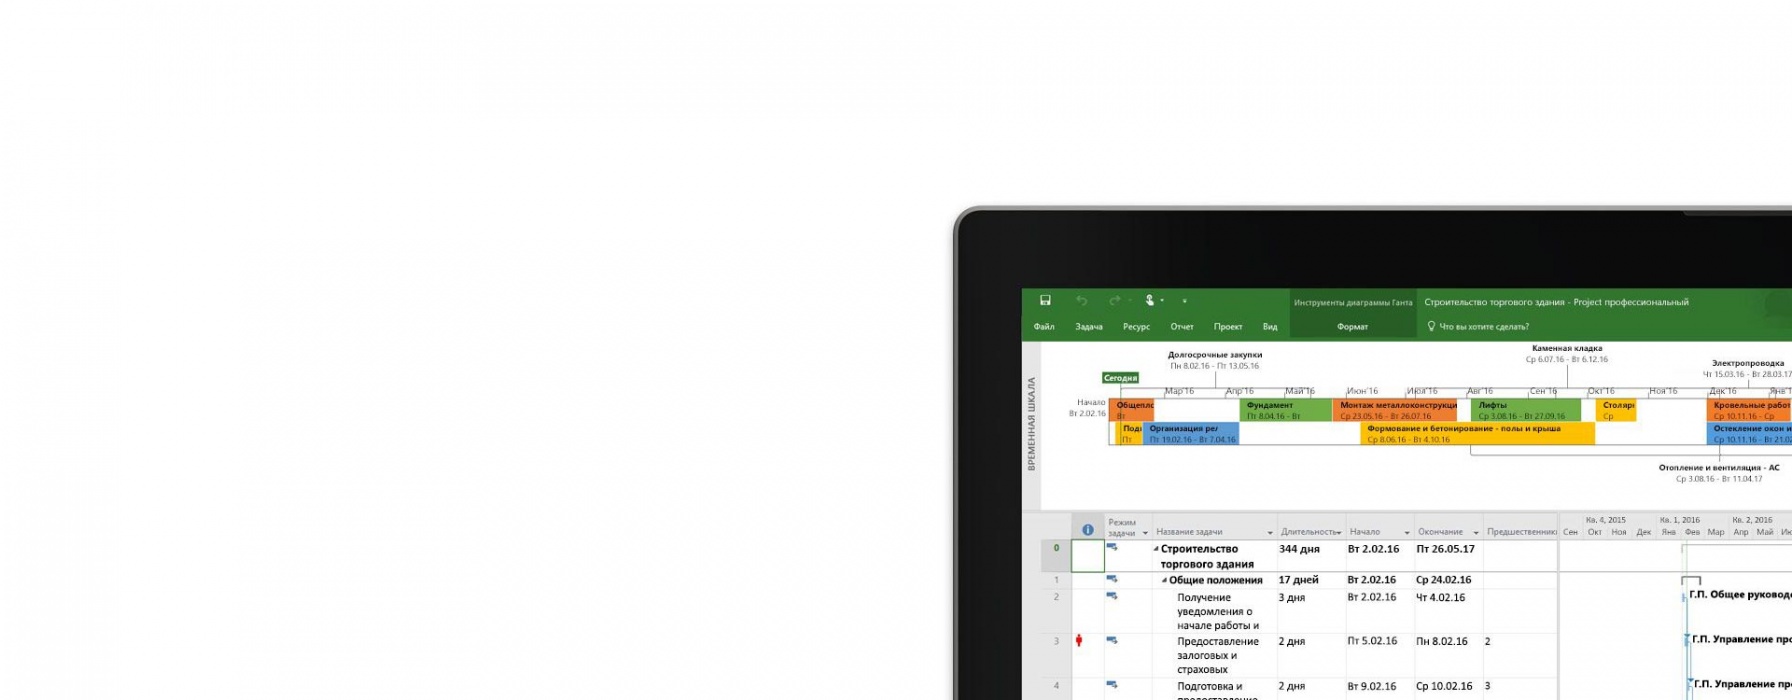 Инструменты диаграммы Ганта
Строительство торгового здания - Project профессиональный
Файл Задача Ресурс Отчет Проект Вид Формат Что вы хотите сделать?
ВРЕМЕННАЯ ШКАЛА
Долгосрочные закупки
Пн 8.02.16 - Пт 13.05.16
Каменная кладка
Ср 6.07.16 - Вт 6.12.16
Электропроводка
Чт 15.03.16 - Вт 28.03.17
Сегодня
Мар'16 Апр'16 Май'16 Июн'16 Июл'16 Авг'16 Сен'16 Окт'16 Ноя'16 Дек'16 Янв'1
Начало
Вт 2.02.16
Общепло
Вт
Фундамент
Пт 8.04.16 - Вт
Монтаж металлоконструкци
Ср 23.05.16 - Вт 26.07.16
Лифты
Ср 3.08.16 - Вт 27.09.16
Столяр
Ср
Кровельные работ
Ср 10.11.16 - Ср
Под
Пт
Организация ре
Пт 19.02.16 - Вт 7.04.16
Формование и бетонирование - полы и крыша
Ср 8.06.16 - Вт 4.10.16
Остекление окон и
Ср 10.11.16 - Вт 21.02
Отопление и вентиляция - АС
Ср 3.08.16 - Вт 11.04.17
Режим задачи Название задачи Длительность Начало Окончание Предшественники
Кв. 4, 2015 Кв. 1, 2016 Кв. 2, 2016
Сен Окт Ноя Дек Янв Фев Мар Апр Май Ию
0 Строительство торгового здания 344 дня Вт 2.02.16 Пт 26.05.17
1 Общие положения 17 дней Вт 2.02.16 Ср 24.02.16
2 Получение уведомления о начале работы и 3 дня Вт 2.02.16 Чт 4.02.16
Г.П. Общее руковод
3 Предоставление залоговых и страховых 2 дня Пт 5.02.16 Пн 8.02.16 2
Г.П. Управление про
4 Подготовка и предоставление 2 дня Вт 9.02.16 Ср 10.02.16 3
Г.П. Управление про